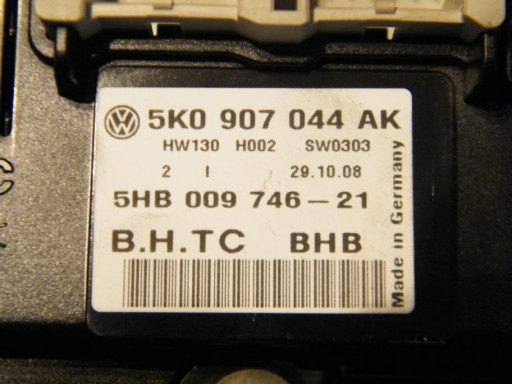 5K0 907 044 AK
HW130 H002 SW0303
2 I 29.10.08
5HB 009 746-21
B.H.TC BHB
Made in Germany